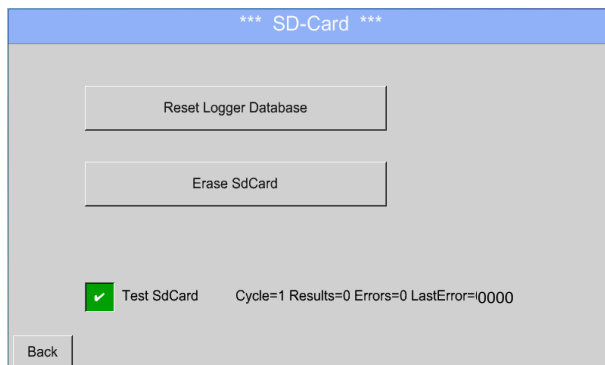 *** SD-Card ***
Reset Logger Database
Erase SdCard
Test SdCard Cycle=1 Results=0 Errors=0 LastError=0000
Back